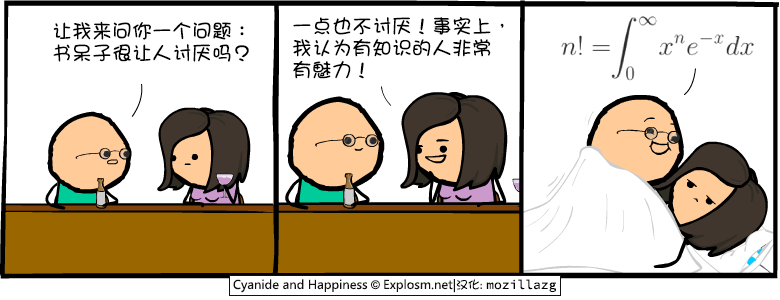 让我来问你一个问题：
书呆子很让人讨厌吗？
一点也不讨厌！事实上，
我认为有知识的人非常
有魅力！
n! = ∫₀^∞ xⁿe⁻ˣdx
Cyanide and Happiness © Explosm.net|汉化: mozillazg